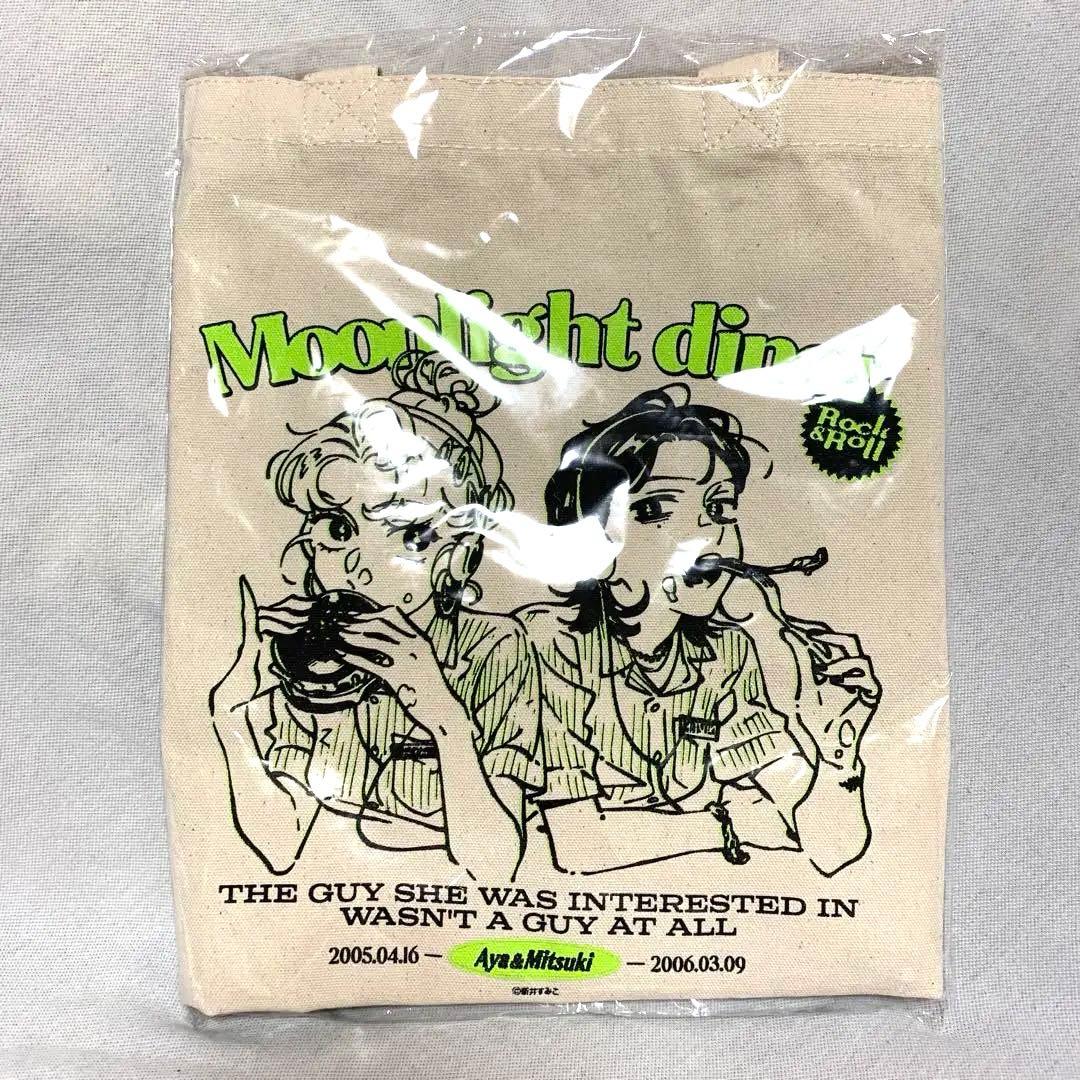 Moonlight
Rock
&Roll
THE GUY SHE WAS INTERESTED IN
WASN'T A GUY AT ALL
2005.04.16 — Aya&Mitsuki — 2006.03.09
©新井すみこ